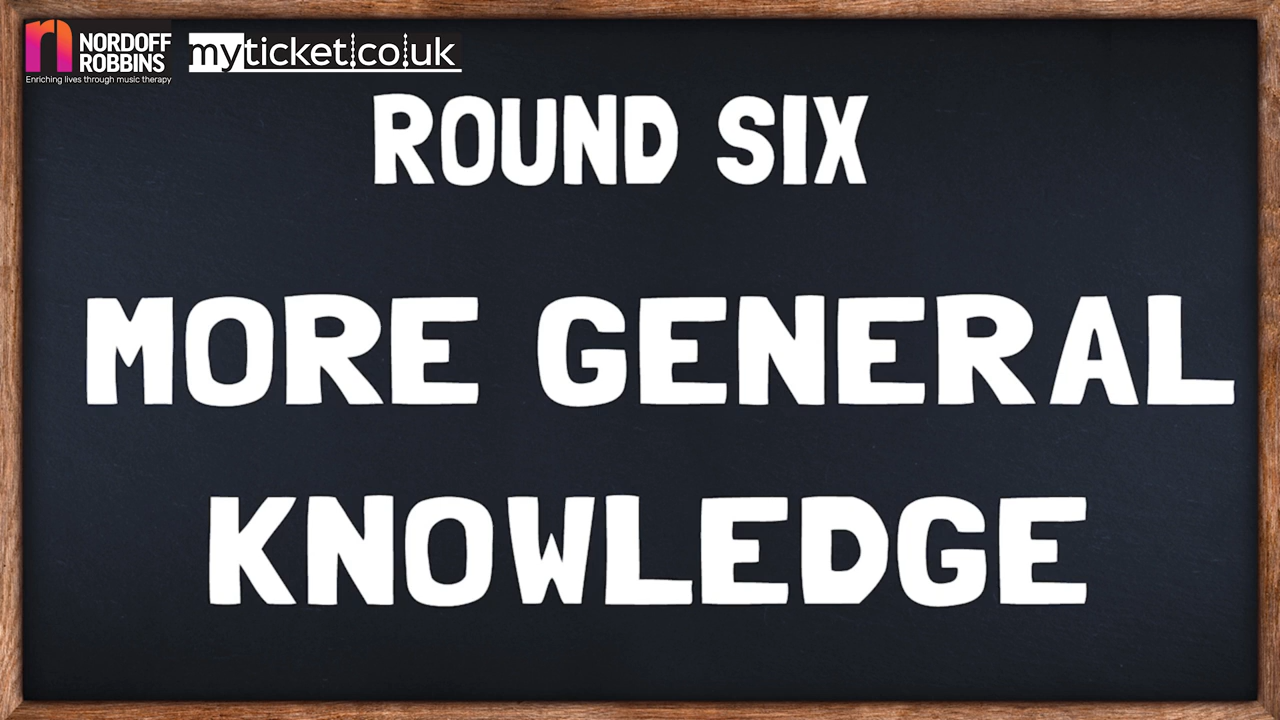 NORDOFF
ROBBINS
Enriching lives through music therapy
myticket.co.uk
ROUND SIX
MORE GENERAL
KNOWLEDGE